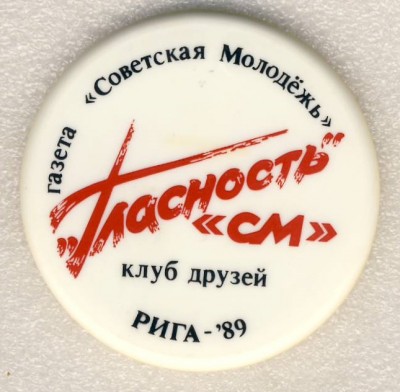 газета «Советская Молодёжь»
„Гласность"
«СМ»
клуб друзей
РИГА-'89